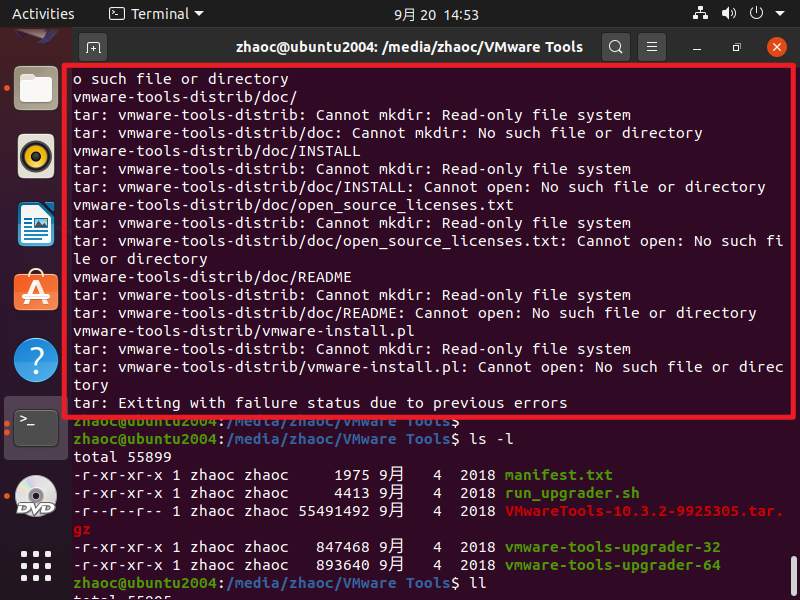 Activities
Terminal
9月 20 14:53
zhaoc@ubuntu2004: /media/zhaoc/VMware Tools
o such file or directory
vmware-tools-distrib/doc/
tar: vmware-tools-distrib: Cannot mkdir: Read-only file system
tar: vmware-tools-distrib/doc: Cannot mkdir: No such file or directory
vmware-tools-distrib/doc/INSTALL
tar: vmware-tools-distrib: Cannot mkdir: Read-only file system
tar: vmware-tools-distrib/doc/INSTALL: Cannot open: No such file or directory
vmware-tools-distrib/doc/open_source_licenses.txt
tar: vmware-tools-distrib: Cannot mkdir: Read-only file system
tar: vmware-tools-distrib/doc/open_source_licenses.txt: Cannot open: No such fi
le or directory
vmware-tools-distrib/doc/README
tar: vmware-tools-distrib: Cannot mkdir: Read-only file system
tar: vmware-tools-distrib/doc/README: Cannot open: No such file or directory
vmware-tools-distrib/vmware-install.pl
tar: vmware-tools-distrib: Cannot mkdir: Read-only file system
tar: vmware-tools-distrib/vmware-install.pl: Cannot open: No such file or direc
tory
tar: Exiting with failure status due to previous errors
zhaoc@ubuntu2004:/media/zhaoc/VMware Tools$
zhaoc@ubuntu2004:/media/zhaoc/VMware Tools$ ls -l
total 55899
-r-xr-xr-x 1 zhaoc zhaoc     1975 9月   4  2018 manifest.txt
-r-xr-xr-x 1 zhaoc zhaoc     4413 9月   4  2018 run_upgrader.sh
-r--r--r-- 1 zhaoc zhaoc 55491492 9月   4  2018 VMwareTools-10.3.2-9925305.tar.
gz
-r-xr-xr-x 1 zhaoc zhaoc   847468 9月   4  2018 vmware-tools-upgrader-32
-r-xr-xr-x 1 zhaoc zhaoc   893640 9月   4  2018 vmware-tools-upgrader-64
zhaoc@ubuntu2004:/media/zhaoc/VMware Tools$ ll
total 55905
DVD